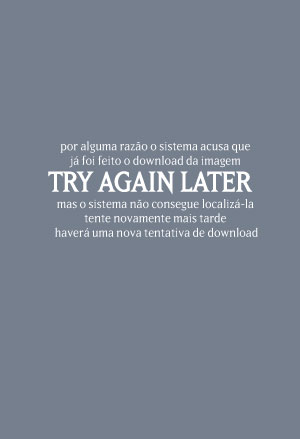 por alguma razão o sistema acusa que
já foi feito o download da imagem
TRY AGAIN LATER
mas o sistema não consegue localizá-la
tente novamente mais tarde
haverá uma nova tentativa de download